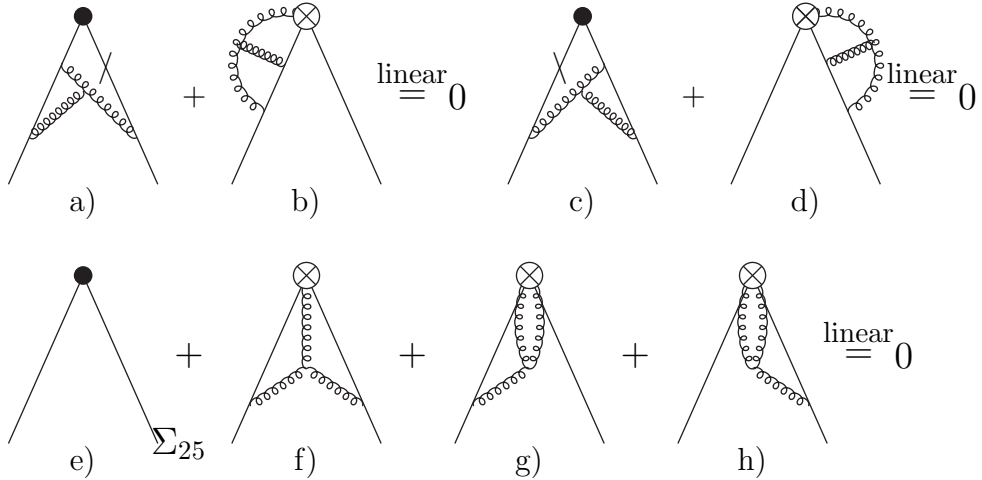 + linear = 0 + linear = 0
a) b) c) d)
+ + + linear = 0
Σ25
e) f) g) h)